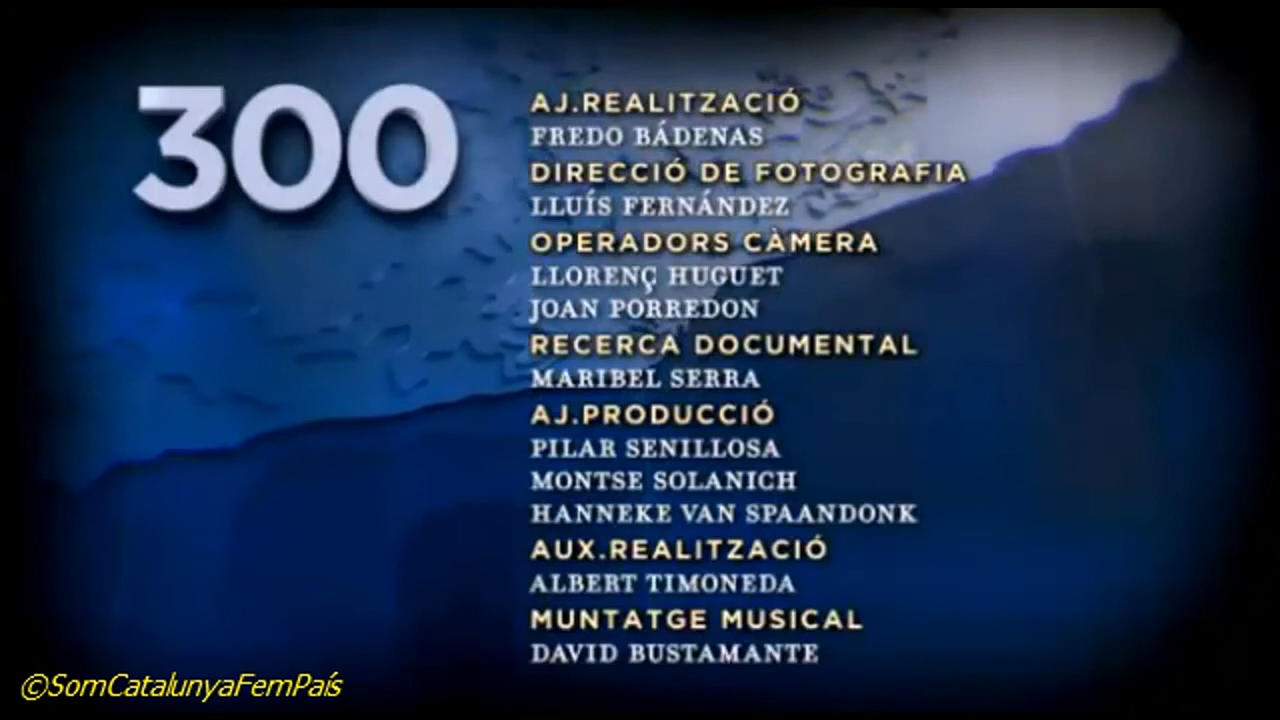 300
AJ.REALITZACIÓ
FREDO BÁDENAS
DIRECCIÓ DE FOTOGRAFIA
LLUÍS FERNÁNDEZ
OPERADORS CÀMERA
LLORENÇ HUGUET
JOAN PORREDON
RECERCA DOCUMENTAL
MARIBEL SERRA
AJ.PRODUCCIÓ
PILAR SENILLOSA
MONTSE SOLANICH
HANNEKE VAN SPAANDONK
AUX.REALITZACIÓ
ALBERT TIMONEDA
MUNTATGE MUSICAL
DAVID BUSTAMANTE
©SomCatalunyaFemPaís